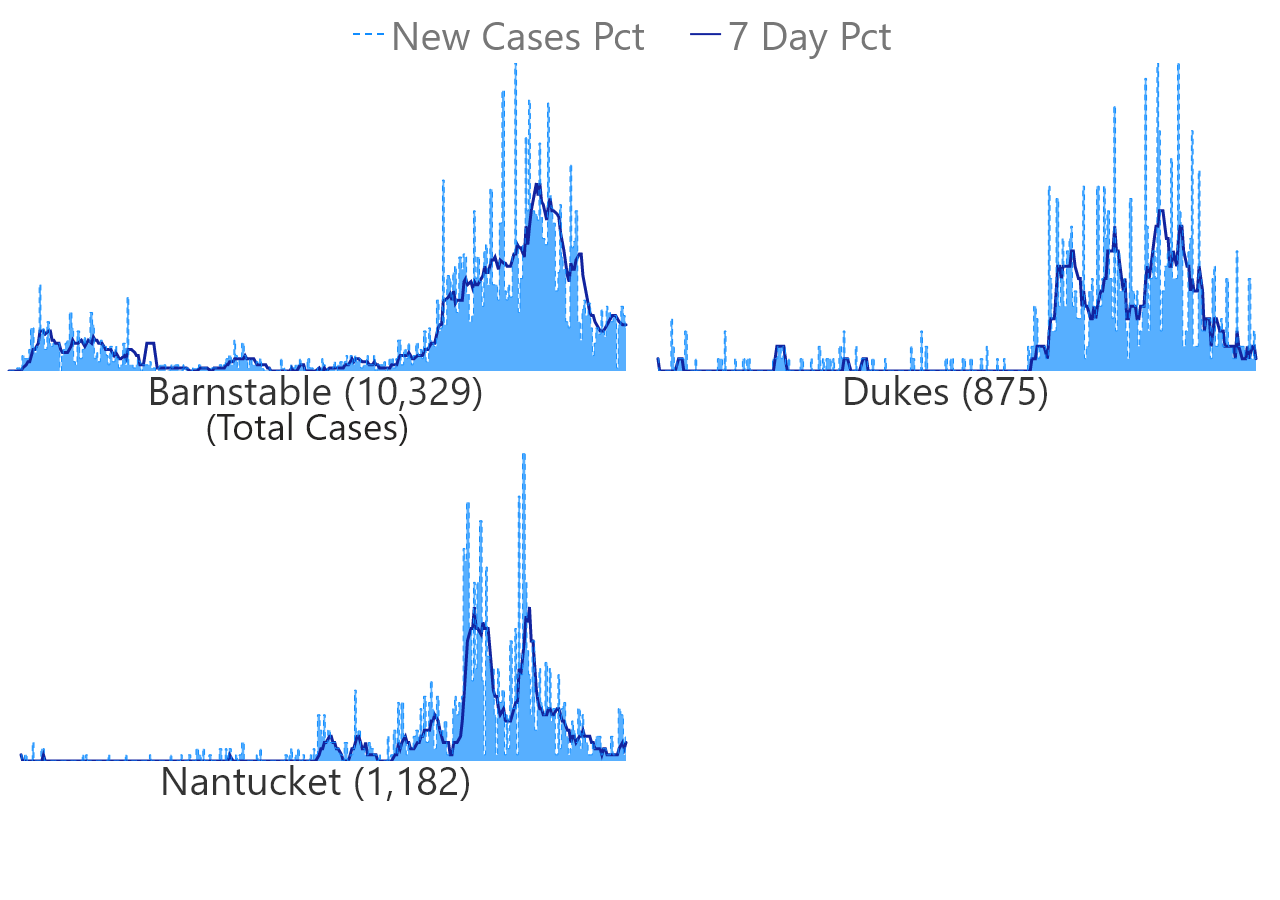 New Cases Pct 7 Day Pct
Barnstable (10,329)
(Total Cases)
Dukes (875)
Nantucket (1,182)